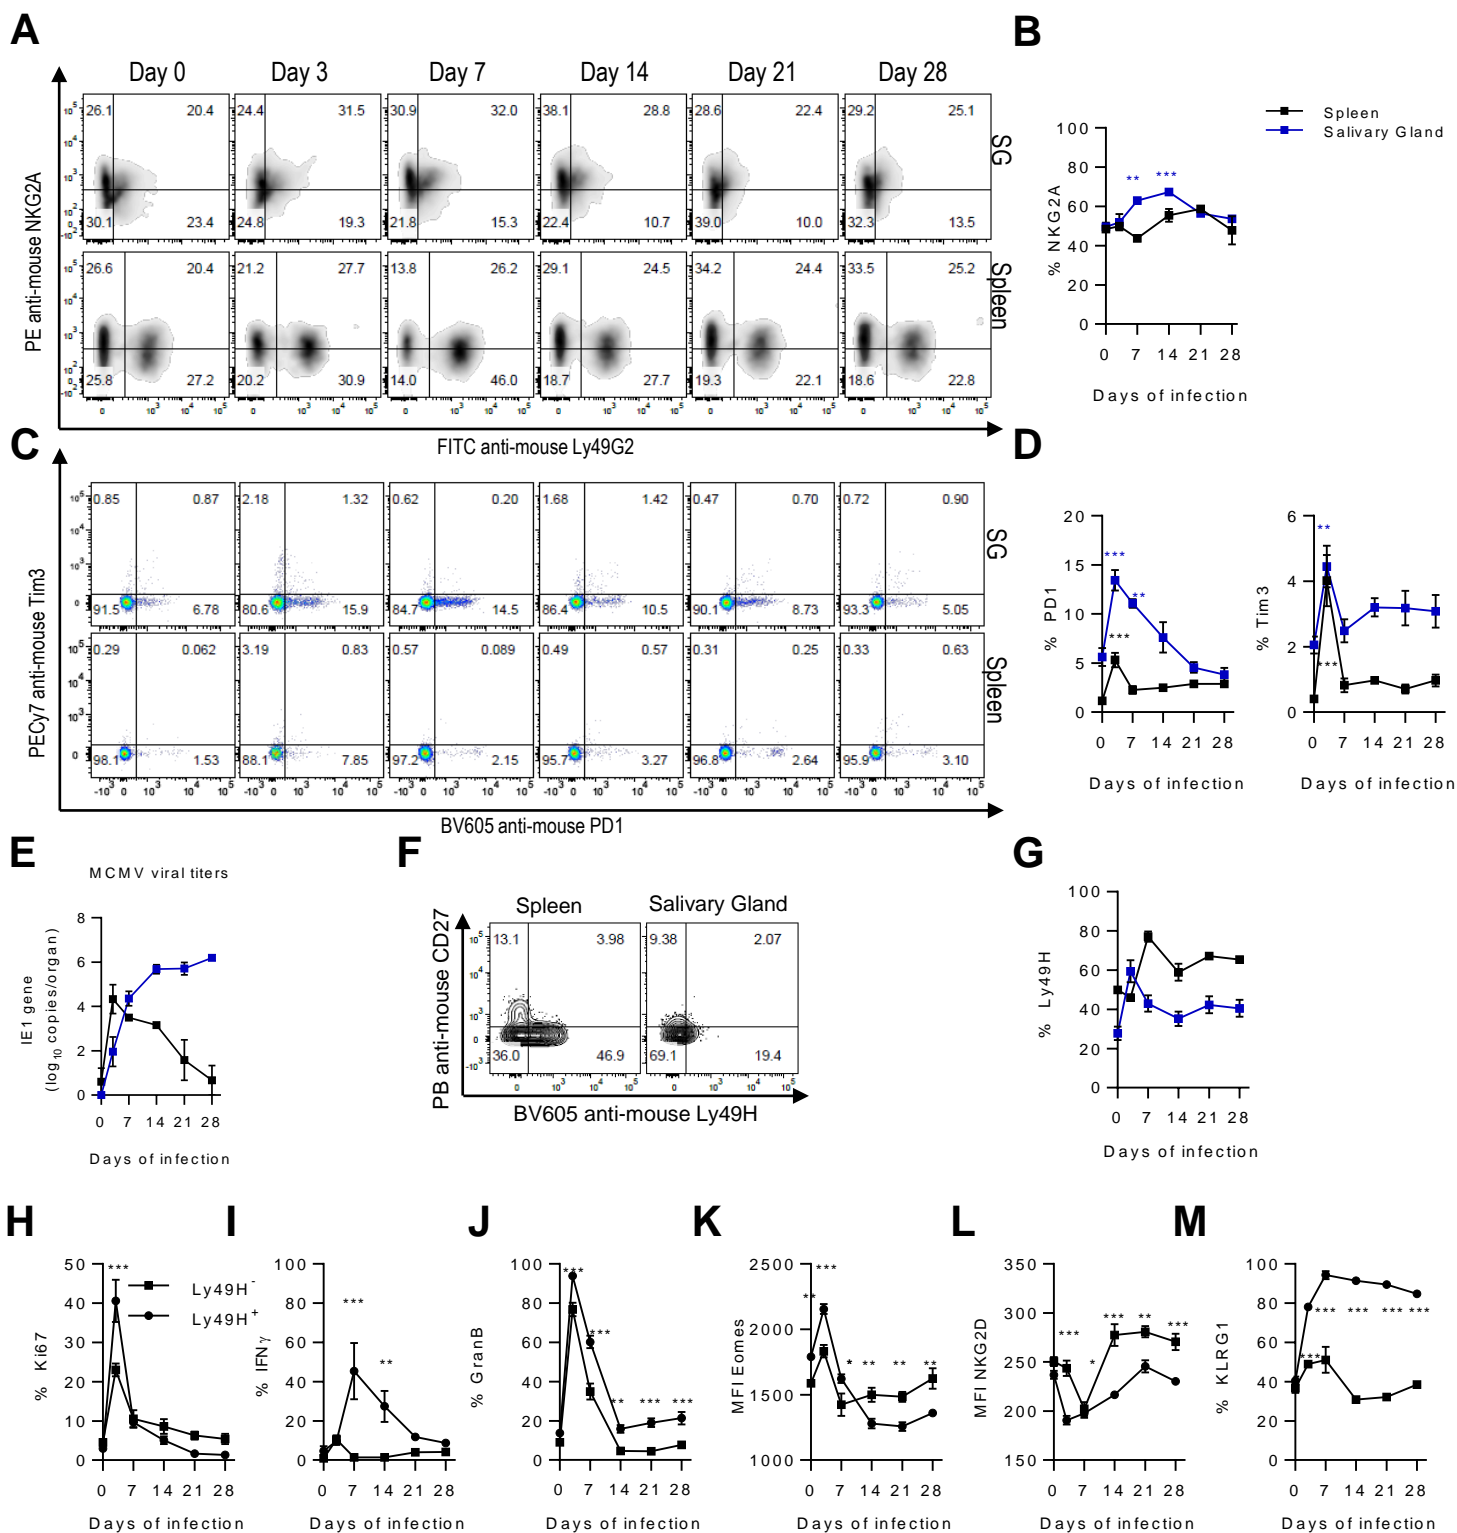 A
Day 0 Day 3 Day 7 Day 14 Day 21 Day 28
26.1 20.4 24.4 31.5 30.9 32.0 38.1 28.8 28.6 22.4 29.2 25.1
30.1 23.4 24.8 19.3 21.8 15.3 22.4 10.7 39.0 10.0 32.3 13.5
SG
26.6 20.4 21.2 27.7 13.8 26.2 29.1 24.5 34.2 24.4 33.5 25.2
25.8 27.2 20.2 30.9 14.0 46.0 18.7 27.7 19.3 22.1 18.6 22.8
Spleen
PE anti-mouse NKG2A
0 10³ 10⁴ 10⁵
FITC anti-mouse Ly49G2
B
Spleen
Salivary Gland
% NKG2A
100
80
60
40
20
0
** ***
0 7 14 21 28
Days of infection
C
0.85 0.87 2.18 1.32 0.62 0.20 1.68 1.42 0.47 0.70 0.72 0.90
91.5 6.78 80.6 15.9 84.7 14.5 86.4 10.5 90.1 8.73 93.3 5.05
SG
0.29 0.062 3.19 0.83 0.57 0.089 0.49 0.57 0.31 0.25 0.33 0.63
98.1 1.53 88.1 7.85 97.2 2.15 95.7 3.27 96.8 2.64 95.9 3.10
Spleen
PECy7 anti-mouse Tim3
-10³ 0 10³ 10⁴ 10⁵
BV605 anti-mouse PD1
D
% PD1
20
15
10
5
0
*** ** ***
0 7 14 21 28
Days of infection
% Tim3
6
4
2
0
** ***
0 7 14 21 28
Days of infection
E
MCMV viral titers
IE1 gene
(log₁₀ copies/organ)
8
6
4
2
0
0 7 14 21 28
Days of infection
F
Spleen Salivary Gland
13.1 3.98 9.38 2.07
36.0 46.9 69.1 19.4
PB anti-mouse CD27
0 10³ 10⁴ 10⁵
BV605 anti-mouse Ly49H
G
% Ly49H
100
80
60
40
20
0
0 7 14 21 28
Days of infection
H
% Ki67
50
40
30
20
10
0
***
Ly49H⁻
Ly49H⁺
0 7 14 21 28
Days of infection
I
% IFNγ
100
80
60
40
20
0
*** **
0 7 14 21 28
Days of infection
J
% GranB
100
80
60
40
20
0
*** *** ** *** ***
0 7 14 21 28
Days of infection
K
MFI Eomes
2500
2000
1500
1000
** *** * ** ** **
0 7 14 21 28
Days of infection
L
MFI NKG2D
350
300
250
200
150
*** * *** ** ***
0 7 14 21 28
Days of infection
M
% KLRG1
100
80
60
40
20
0
*** *** *** *** ***
0 7 14 21 28
Days of infection